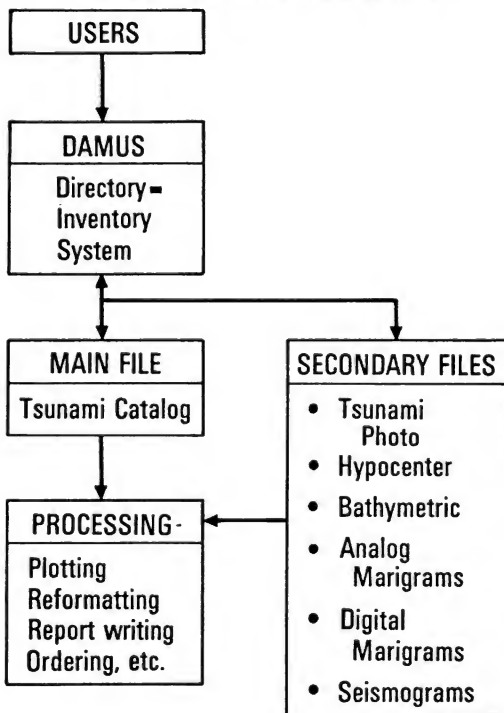 USERS
DAMUS
Directory-
Inventory
System
MAIN FILE
Tsunami Catalog
PROCESSING-
Plotting
Reformatting
Report writing
Ordering, etc.
SECONDARY FILES
• Tsunami
Photo
• Hypocenter
• Bathymetric
• Analog
Marigrams
• Digital
Marigrams
• Seismograms